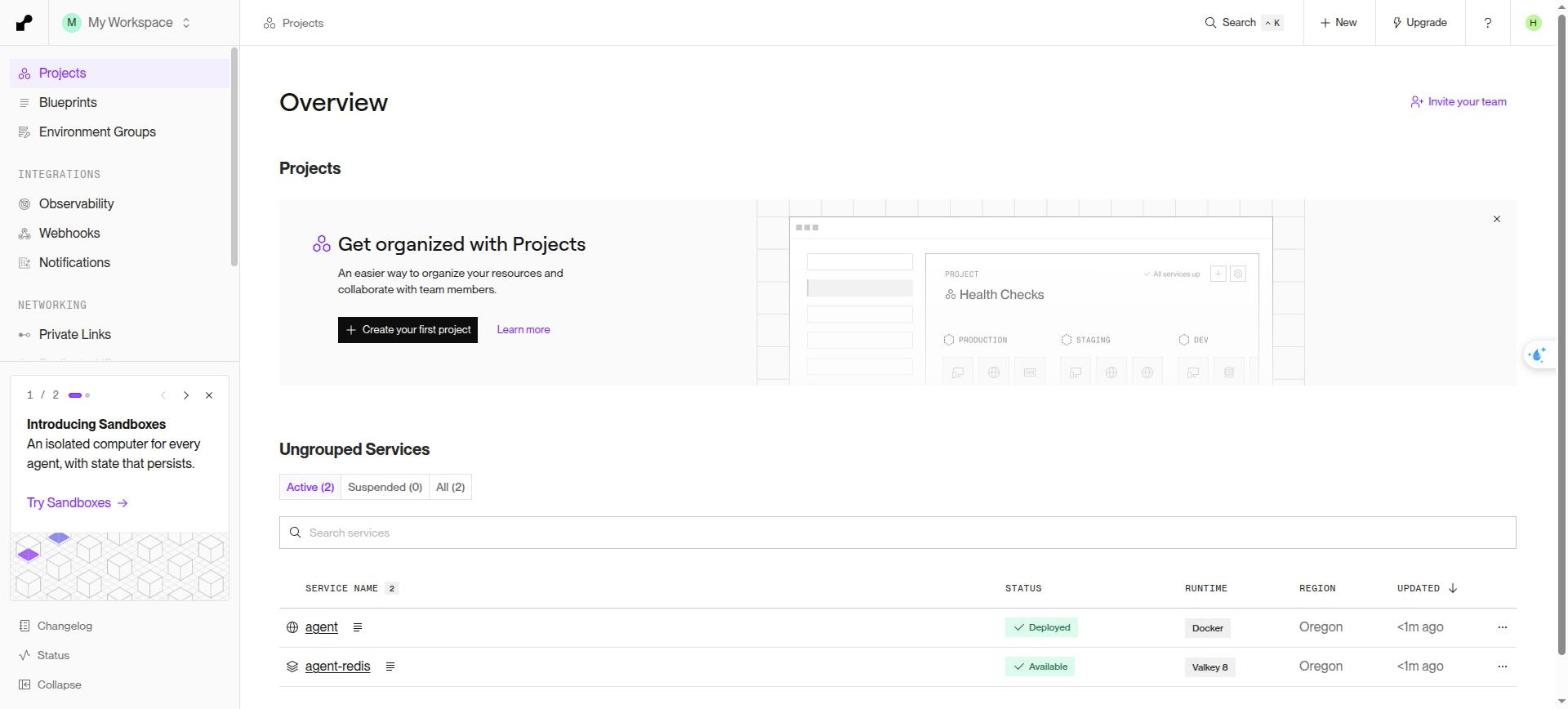 M My Workspace
Projects
Search ^ K
New
Upgrade
?
H
Projects
Blueprints
Environment Groups
INTEGRATIONS
Observability
Webhooks
Notifications
NETWORKING
Private Links
1 / 2
Introducing Sandboxes
An isolated computer for every
agent, with state that persists.
Try Sandboxes →
Changelog
Status
Collapse
Overview
Invite your team
Projects
Get organized with Projects
An easier way to organize your resources and
collaborate with team members.
+ Create your first project
Learn more
PROJECT
All services up
Health Checks
PRODUCTION
STAGING
DEV
Ungrouped Services
Active (2)
Suspended (0)
All (2)
Search services
SERVICE NAME 2 STATUS RUNTIME REGION UPDATED ↓
agent Deployed Docker Oregon <1m ago ...
agent-redis Available Valkey 8 Oregon <1m ago ...